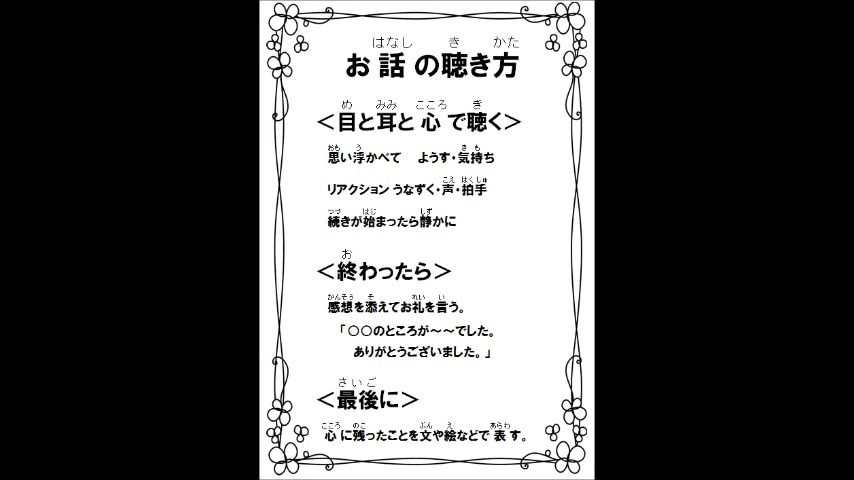 お話の聴き方
<目と耳と心で聴く>
思い浮かべて ようす・気持ち
リアクション うなずく・声・拍手
続きが始まったら静かに
<終わったら>
感想を添えてお礼を言う。
「○○のところが~~でした。
ありがとうございました。」
<最後に>
心に残ったことを文や絵などで表す。